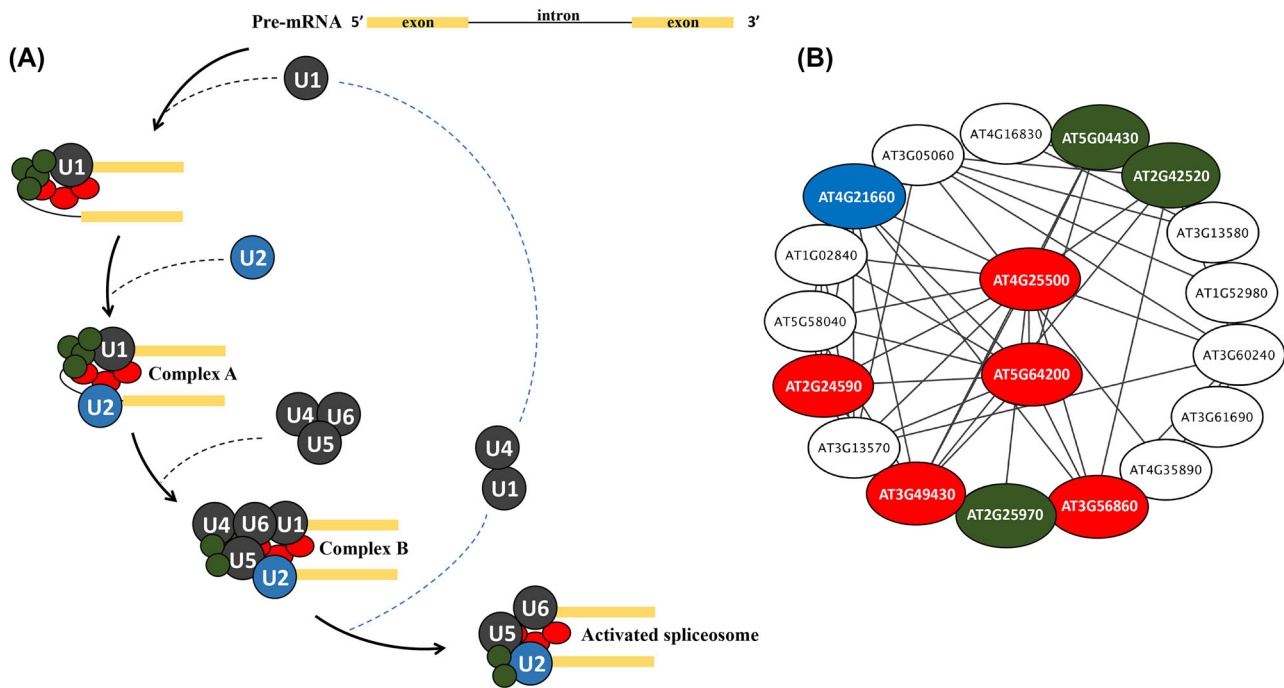 Pre-mRNA 5' exon intron exon 3'
(A)
U1
U1
U2
U1
Complex A
U2
U4 U6
U5
U4
U1
U4 U6 U1
U5
Complex B
U2
U6
U5
Activated spliceosome
U2
(B)
AT4G16830
AT5G04430
AT3G05060
AT2G42520
AT4G21660
AT3G13580
AT1G02840
AT4G25500
AT1G52980
AT5G58040
AT3G60240
AT5G64200
AT2G24590
AT3G61690
AT3G13570
AT4G35890
AT3G49430
AT3G56860
AT2G25970